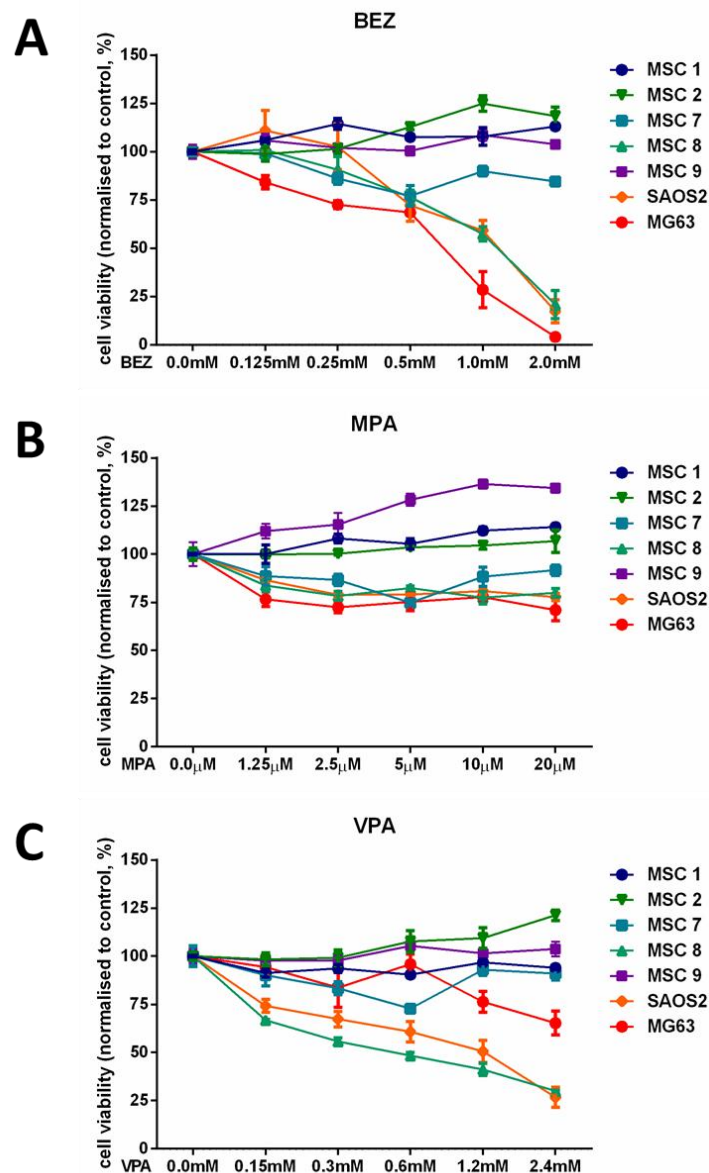 A
BEZ
cell viability (normalised to control, %)
150
125
100
75
50
25
0
BEZ 0.0mM 0.125mM 0.25mM 0.5mM 1.0mM 2.0mM
MSC 1
MSC 2
MSC 7
MSC 8
MSC 9
SAOS2
MG63
B
MPA
cell viability (normalised to control, %)
150
125
100
75
50
25
0
MPA 0.0μM 1.25μM 2.5μM 5μM 10μM 20μM
MSC 1
MSC 2
MSC 7
MSC 8
MSC 9
SAOS2
MG63
C
VPA
cell viability (normalised to control, %)
150
125
100
75
50
25
0
VPA 0.0mM 0.15mM 0.3mM 0.6mM 1.2mM 2.4mM
MSC 1
MSC 2
MSC 7
MSC 8
MSC 9
SAOS2
MG63